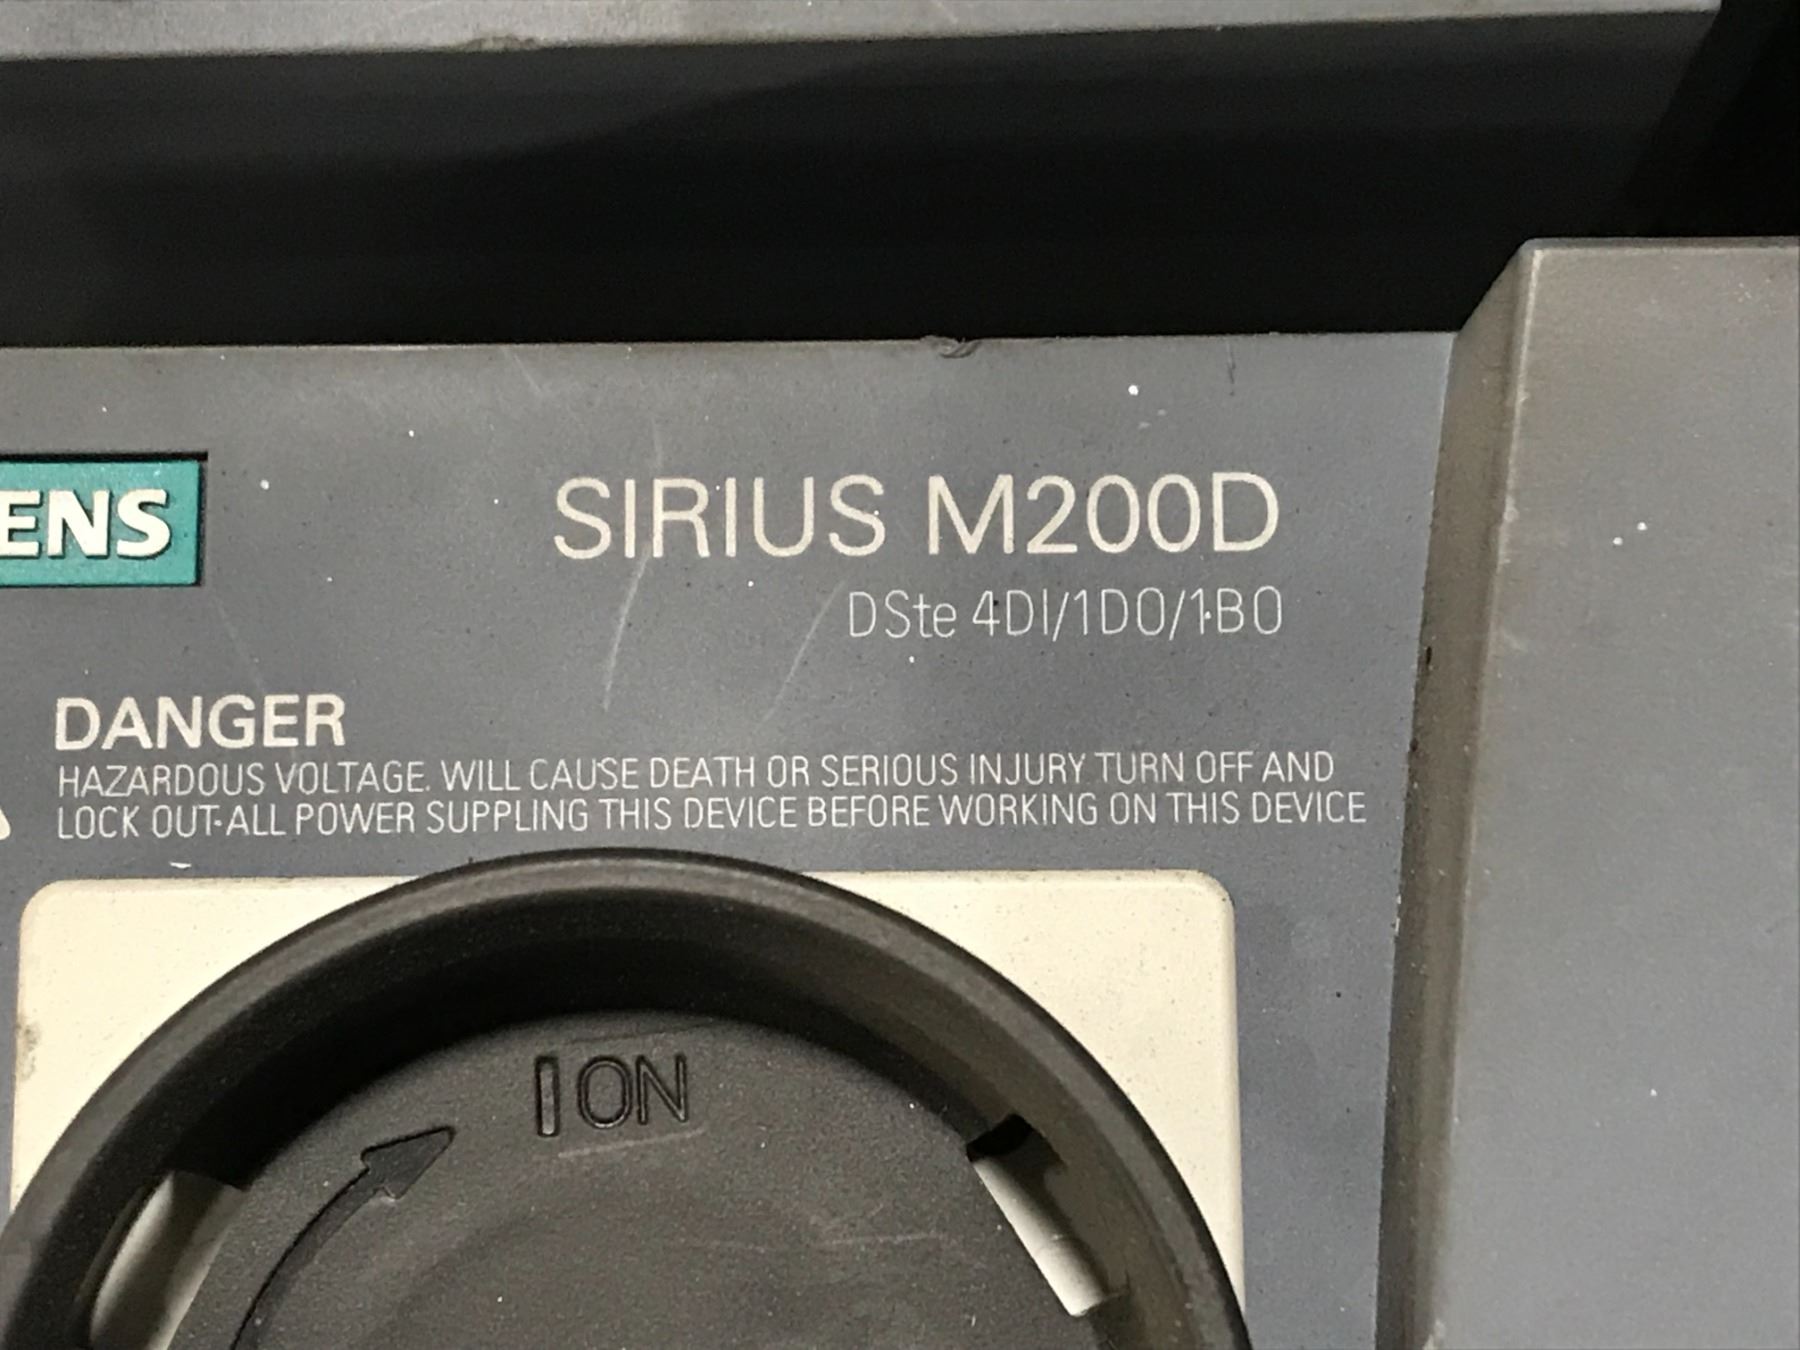 ENS
SIRIUS M200D
DSte 4DI/1DO/1BO
DANGER
HAZARDOUS VOLTAGE. WILL CAUSE DEATH OR SERIOUS INJURY TURN OFF AND
LOCK OUT ALL POWER SUPPLING THIS DEVICE BEFORE WORKING ON THIS DEVICE
I ON